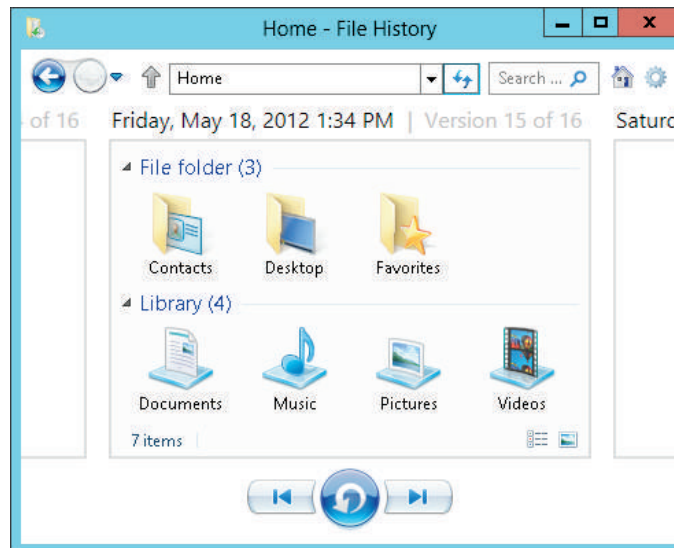 Home - File History
Home
Search ...
of 16
Friday, May 18, 2012 1:34 PM | Version 15 of 16
Saturd
File folder (3)
Contacts Desktop Favorites
Library (4)
Documents Music Pictures Videos
7 items